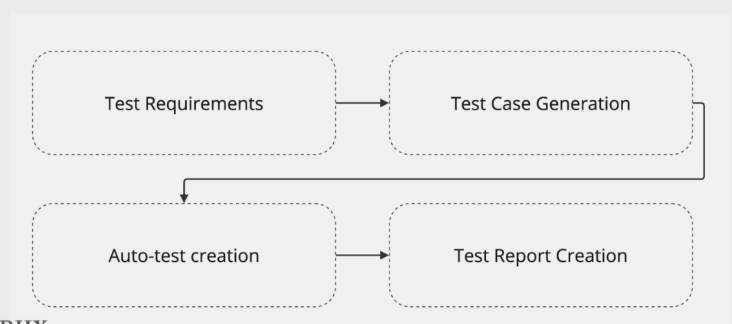 Test Requirements
Test Case Generation
Auto-test creation
Test Report Creation